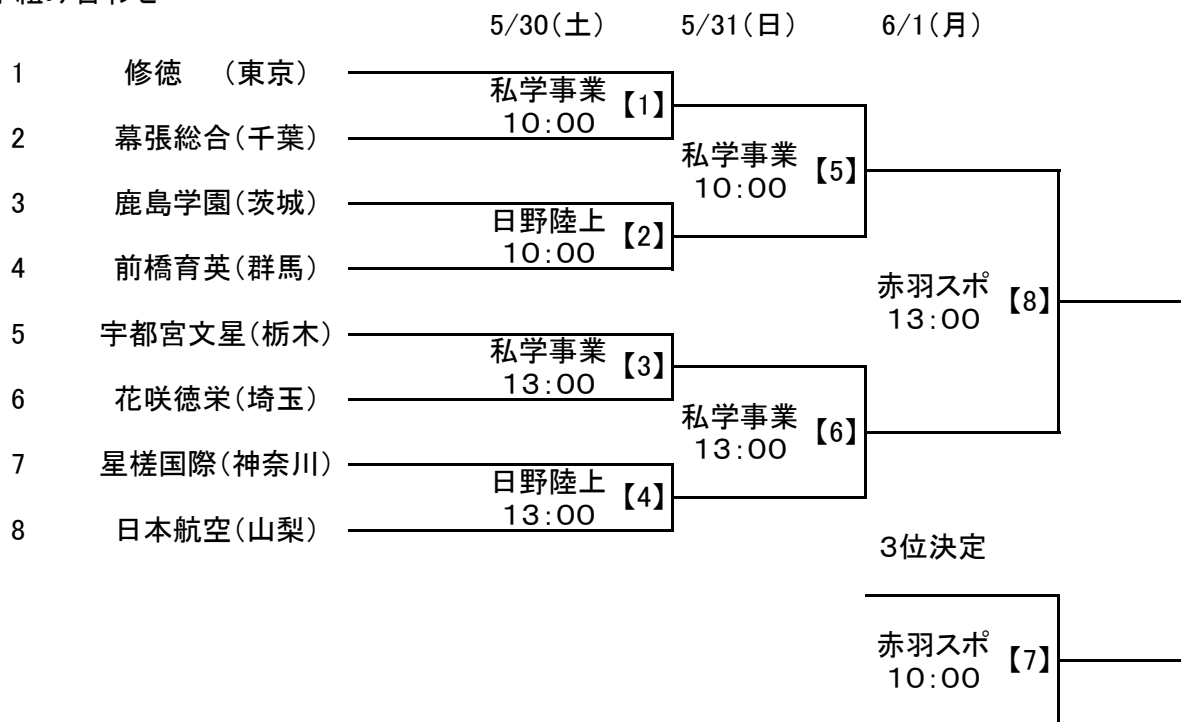 5/30(土) 5/31(日) 6/1(月)
1 修徳 (東京)
私学事業 【1】
10:00
2 幕張総合(千葉)
私学事業 【5】
10:00
3 鹿島学園(茨城)
日野陸上 【2】
10:00
4 前橋育英(群馬)
赤羽スポ 【8】
13:00
5 宇都宮文星(栃木)
私学事業 【3】
13:00
6 花咲徳栄(埼玉)
私学事業 【6】
13:00
7 星槎国際(神奈川)
日野陸上 【4】
13:00
8 日本航空(山梨)
3位決定
赤羽スポ 【7】
10:00